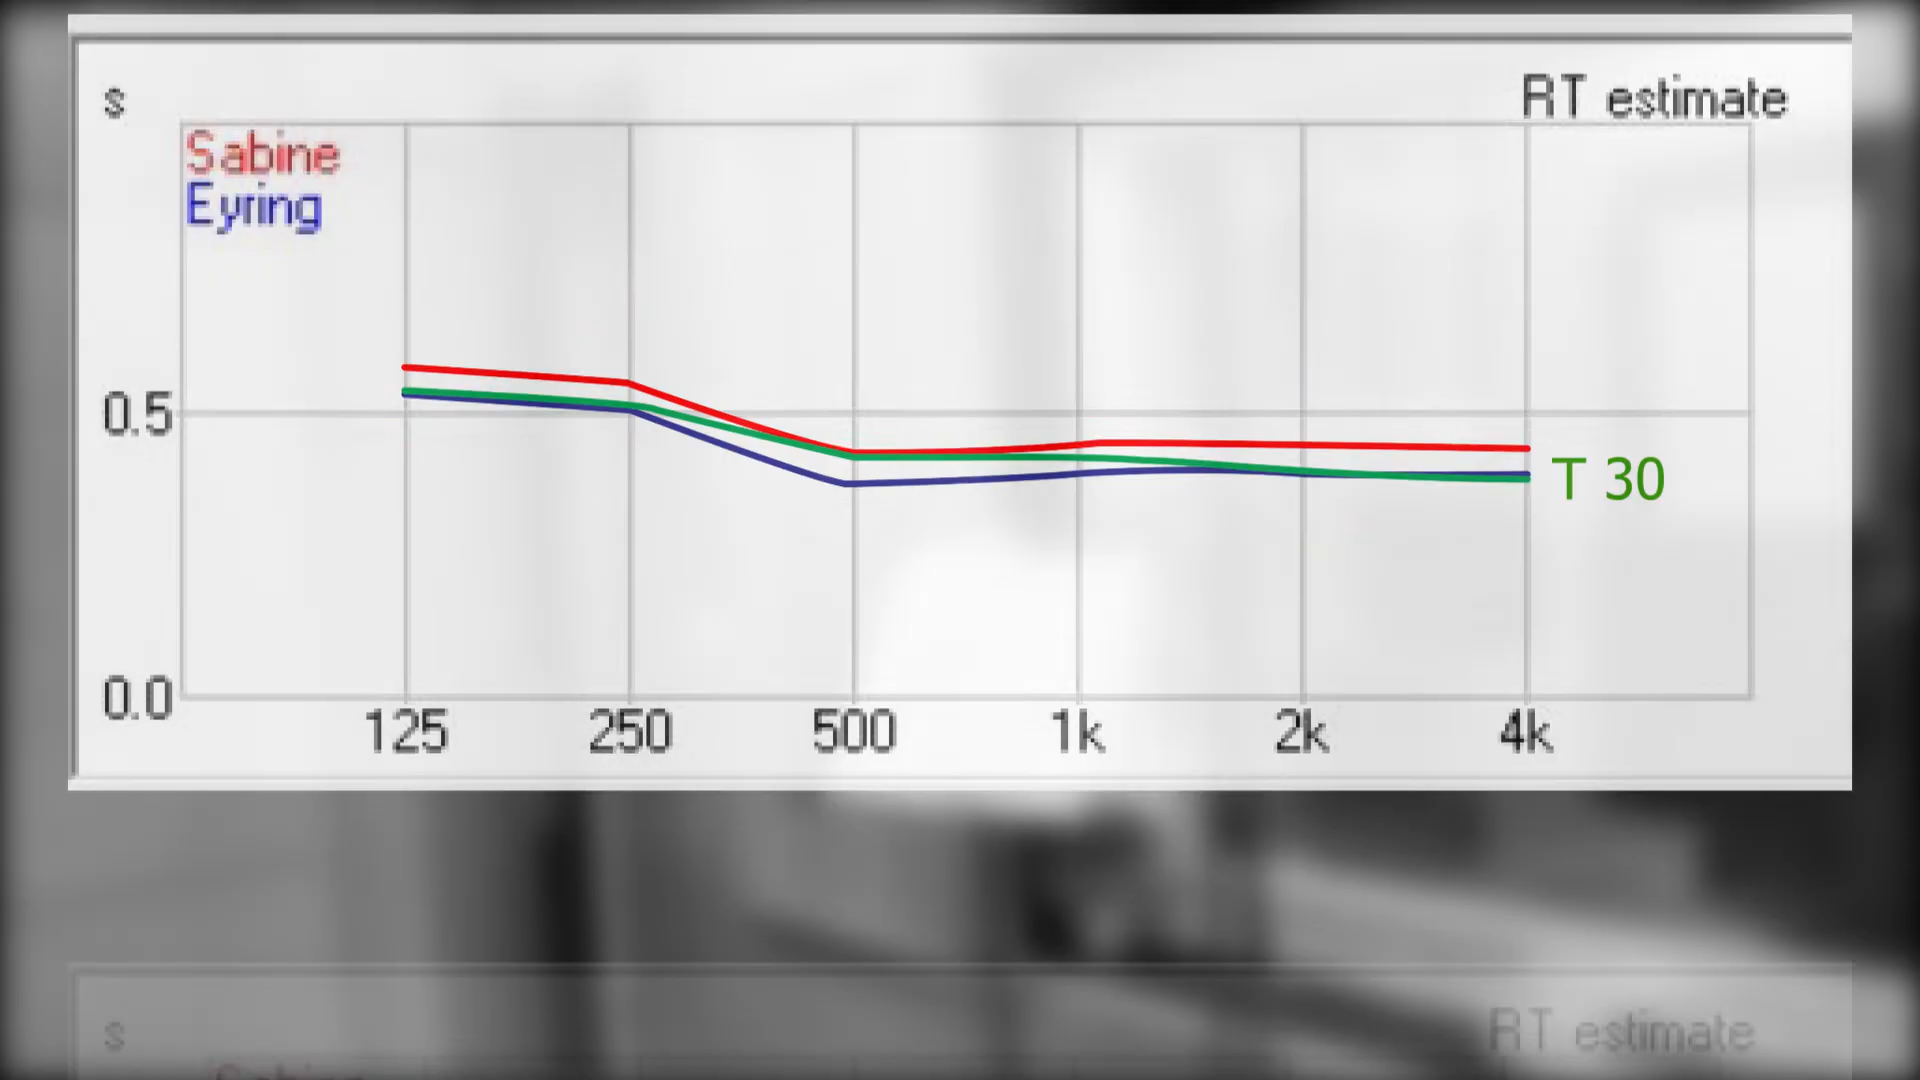 s
RT estimate
Sabine
Eyring
0.5
T 30
0.0
125 250 500 1k 2k 4k
s
RT estimate